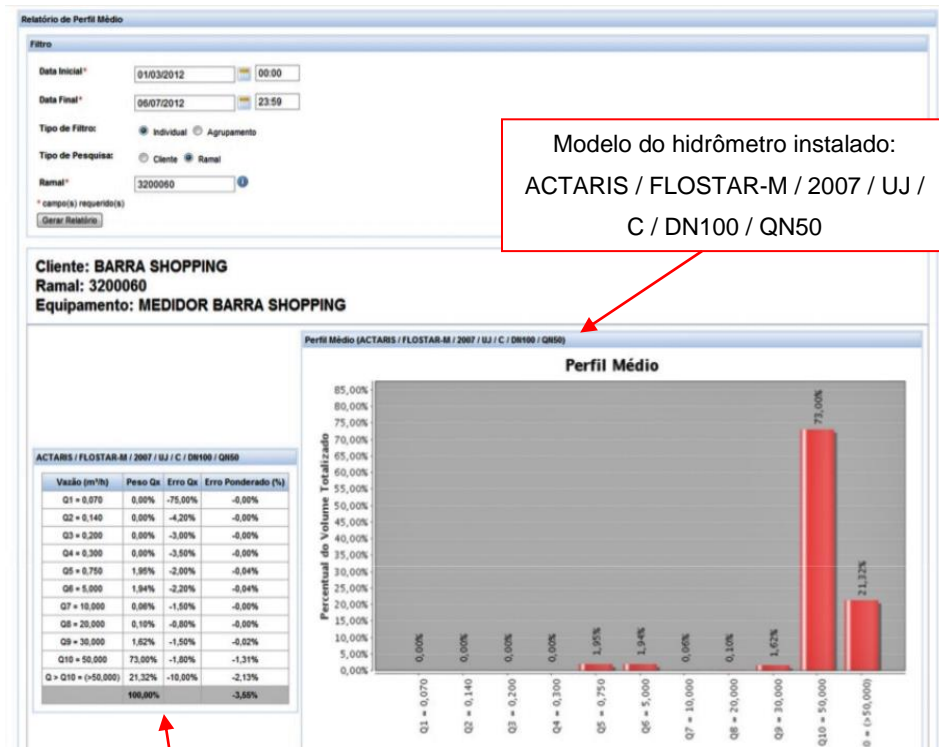 Relatório de Perfil Médio
Filtro
Data Inicial* 01/03/2012 00:00
Data Final* 06/07/2012 23:59
Tipo de Filtro: Individual Agrupamento
Tipo de Pesquisa: Cliente Ramal
Ramal* 3200060
* campo(s) requerido(s)
Gerar Relatório
Modelo do hidrômetro instalado:
ACTARIS / FLOSTAR-M / 2007 / UJ /
C / DN100 / QN50
Cliente: BARRA SHOPPING
Ramal: 3200060
Equipamento: MEDIDOR BARRA SHOPPING
ACTARIS / FLOSTAR-M / 2007 / UJ / C / DN100 / QN50
Vazão (m³/h) Peso Qx Erro Qx Erro Ponderado (%)
Q1 = 0,070 0,00% -75,00% -0,00%
Q2 = 0,140 0,00% -4,20% -0,00%
Q3 = 0,200 0,00% -3,00% -0,00%
Q4 = 0,300 0,00% -3,50% -0,00%
Q5 = 0,750 1,95% -2,00% -0,04%
Q6 = 5,000 1,94% -2,20% -0,04%
Q7 = 10,000 0,06% -1,50% -0,00%
Q8 = 20,000 0,10% -0,80% -0,00%
Q9 = 30,000 1,62% -1,50% -0,02%
Q10 = 50,000 73,00% -1,80% -1,31%
Q > Q10 = (>50,000) 21,32% -10,00% -2,13%
100,00% -3,55%
Perfil Médio (ACTARIS / FLOSTAR-M / 2007 / UJ / C / DN100 / QN50)
Perfil Médio
Percentual do Volume Totalizado
85,00%
80,00%
75,00%
70,00%
65,00%
60,00%
55,00%
50,00%
45,00%
40,00%
35,00%
30,00%
25,00%
20,00%
15,00%
10,00%
5,00%
0,00%
0,00%
0,00%
0,00%
0,00%
1,95%
1,94%
0,06%
0,10%
1,62%
73,00%
21,32%
Q1 = 0,070
Q2 = 0,140
Q3 = 0,200
Q4 = 0,300
Q5 = 0,750
Q6 = 5,000
Q7 = 10,000
Q8 = 20,000
Q9 = 30,000
Q10 = 50,000
0 = (>50,000)